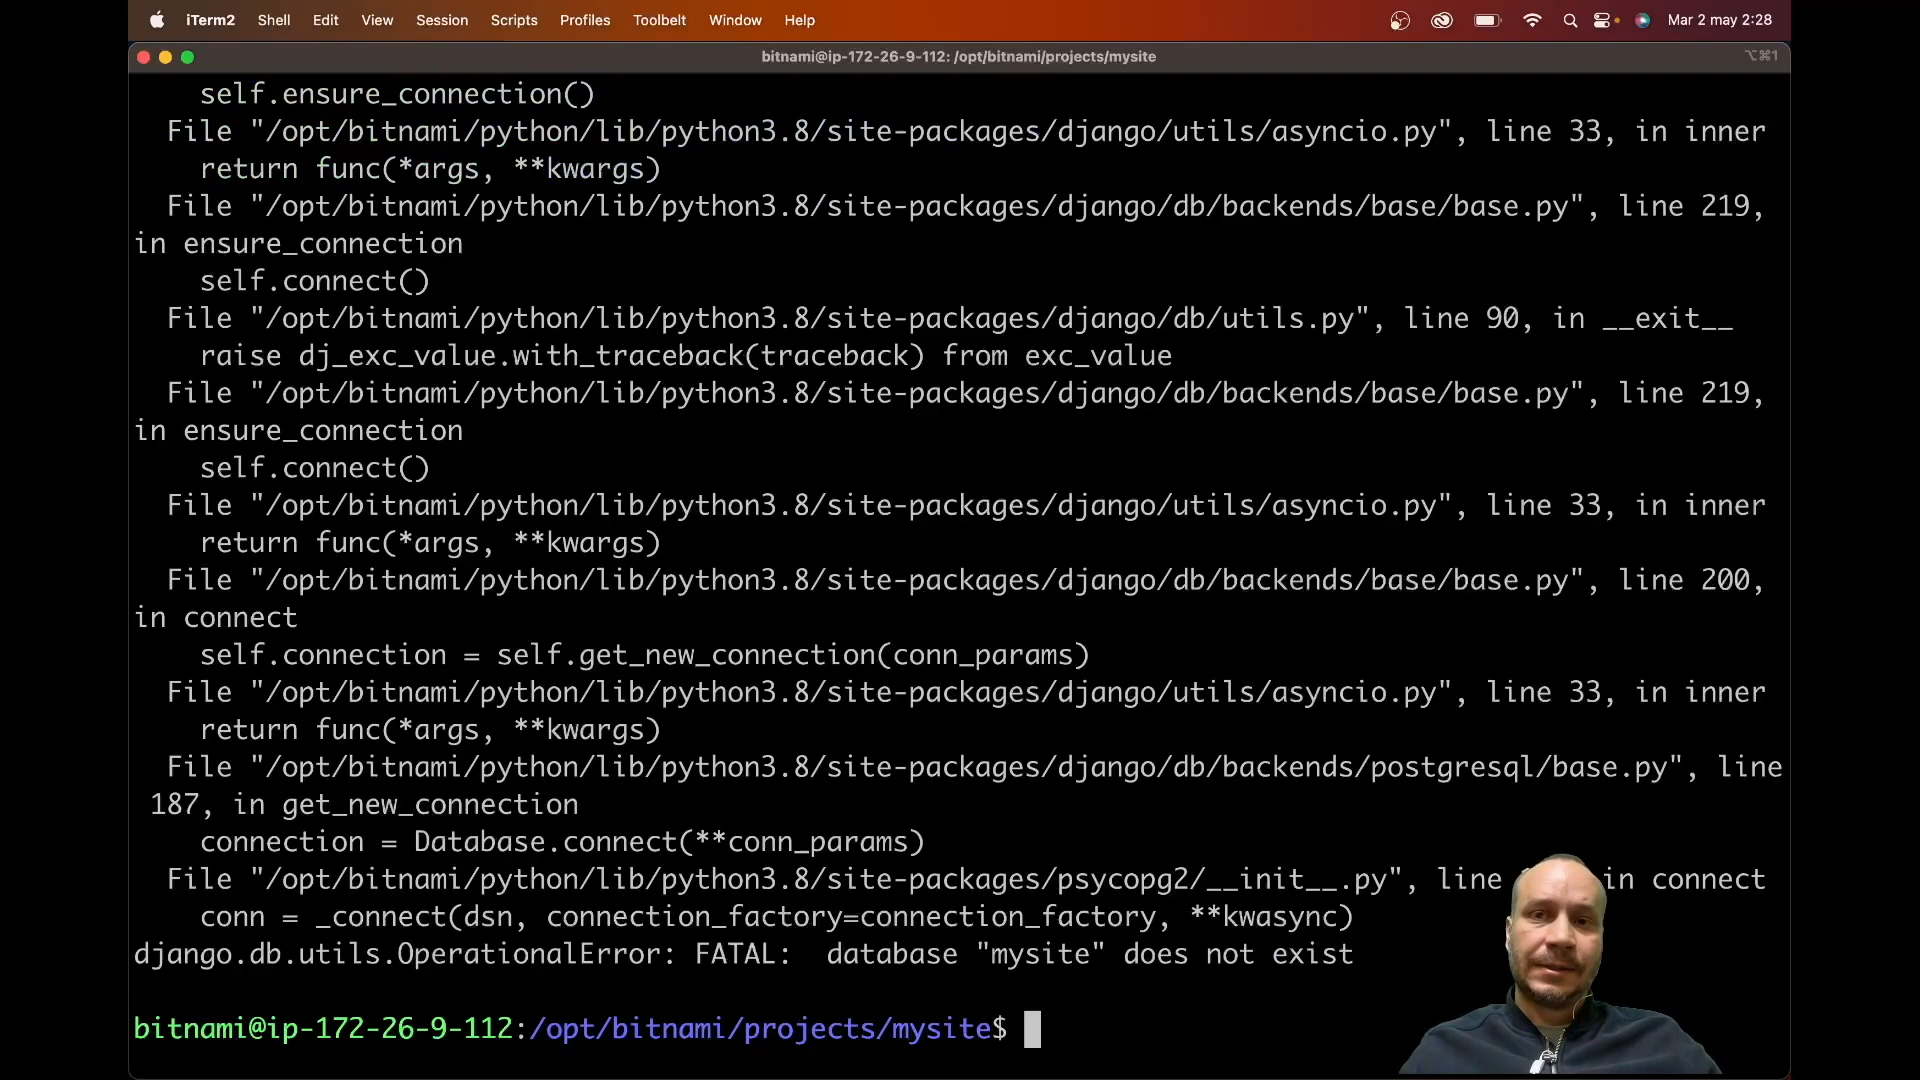 iTerm2 Shell Edit View Session Scripts Profiles Toolbelt Window Help Mar 2 may 2:28
bitnami@ip-172-26-9-112: /opt/bitnami/projects/mysite ⌥⌘1
self.ensure_connection()
File "/opt/bitnami/python/lib/python3.8/site-packages/django/utils/asyncio.py", line 33, in inner
return func(*args, **kwargs)
File "/opt/bitnami/python/lib/python3.8/site-packages/django/db/backends/base/base.py", line 219,
in ensure_connection
self.connect()
File "/opt/bitnami/python/lib/python3.8/site-packages/django/db/utils.py", line 90, in __exit__
raise dj_exc_value.with_traceback(traceback) from exc_value
File "/opt/bitnami/python/lib/python3.8/site-packages/django/db/backends/base/base.py", line 219,
in ensure_connection
self.connect()
File "/opt/bitnami/python/lib/python3.8/site-packages/django/utils/asyncio.py", line 33, in inner
return func(*args, **kwargs)
File "/opt/bitnami/python/lib/python3.8/site-packages/django/db/backends/base/base.py", line 200,
in connect
self.connection = self.get_new_connection(conn_params)
File "/opt/bitnami/python/lib/python3.8/site-packages/django/utils/asyncio.py", line 33, in inner
return func(*args, **kwargs)
File "/opt/bitnami/python/lib/python3.8/site-packages/django/db/backends/postgresql/base.py", line
187, in get_new_connection
connection = Database.connect(**conn_params)
File "/opt/bitnami/python/lib/python3.8/site-packages/psycopg2/__init__.py", line in connect
conn = _connect(dsn, connection_factory=connection_factory, **kwasync)
django.db.utils.OperationalError: FATAL:  database "mysite" does not exist
bitnami@ip-172-26-9-112:/opt/bitnami/projects/mysite$